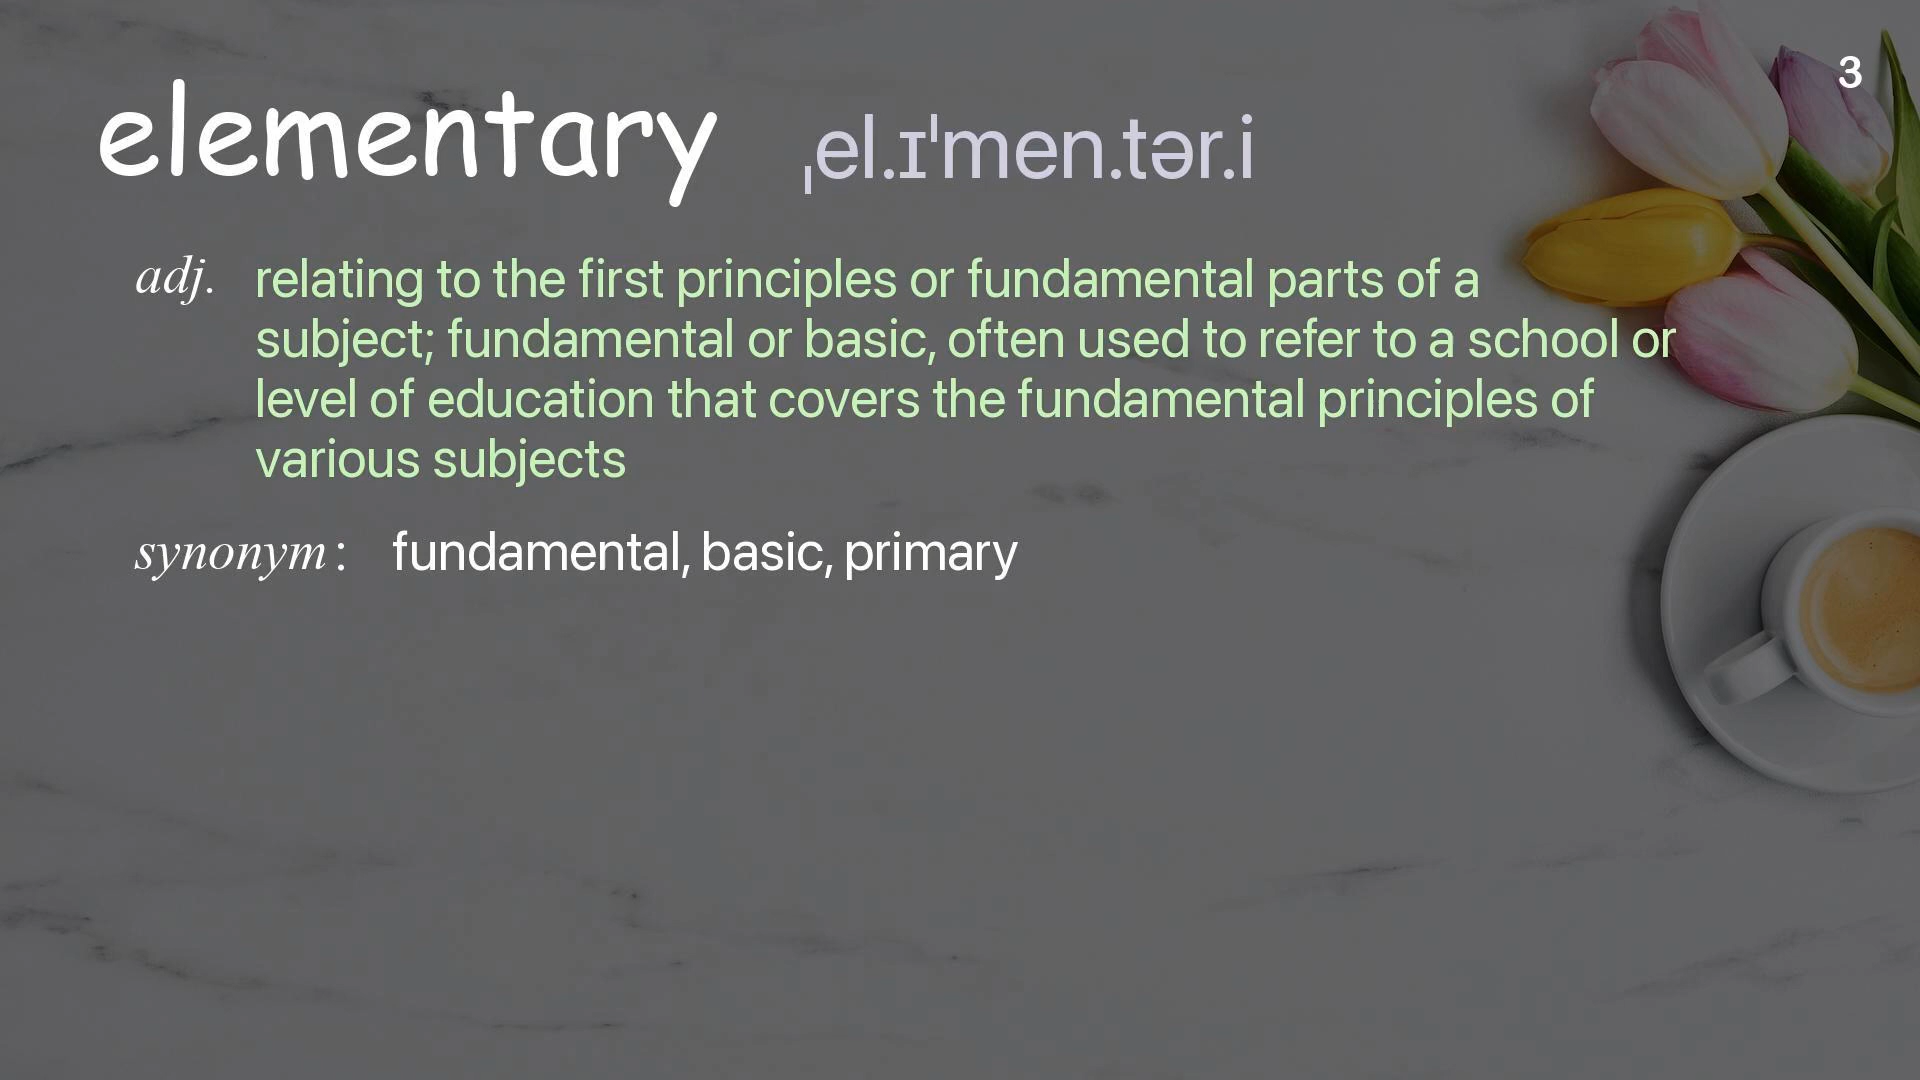 3
elementary ˌel.ɪˈmen.tər.i
adj. relating to the first principles or fundamental parts of a
subject; fundamental or basic, often used to refer to a school or
level of education that covers the fundamental principles of
various subjects
synonym: fundamental, basic, primary